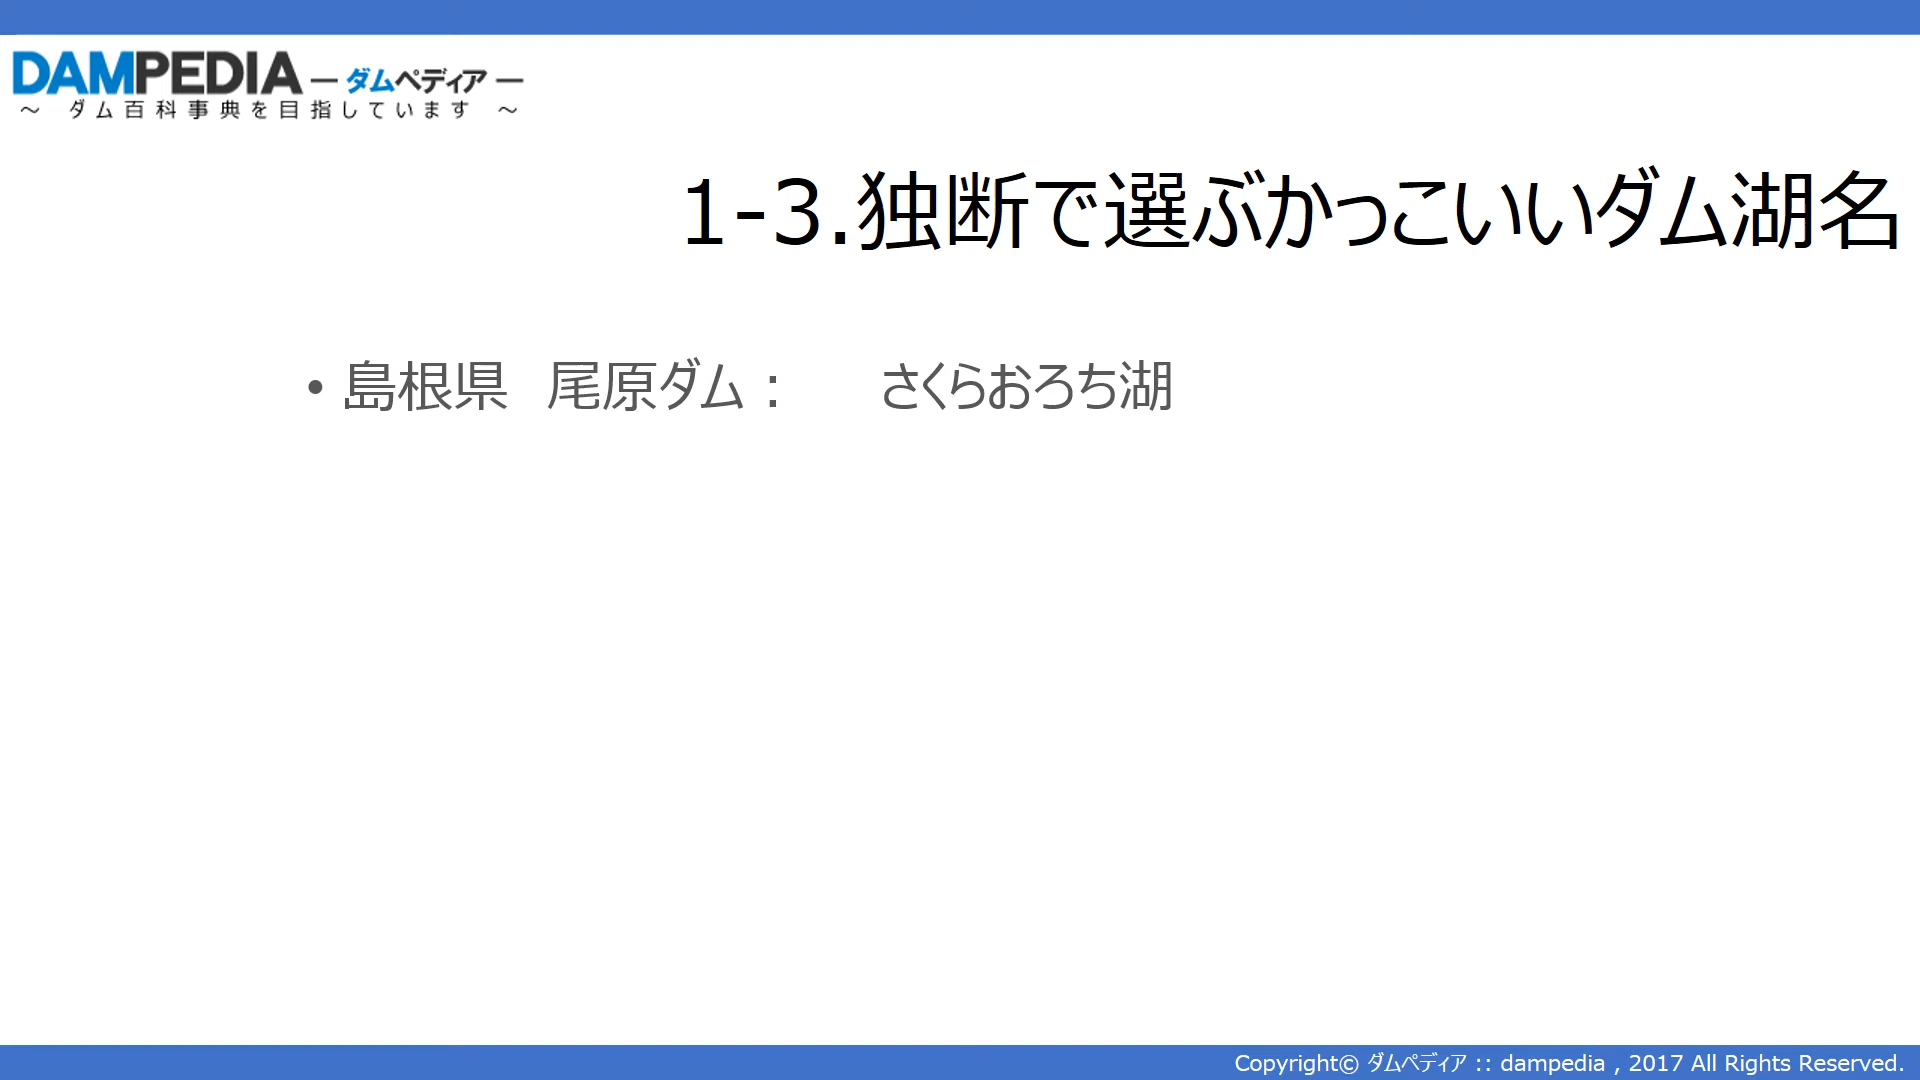 DAMPEDIA ― ダムペディア ―
～ ダム百科事典を目指しています ～
1-3.独断で選ぶかっこいいダム湖名
• 島根県　尾原ダム：　さくらおろち湖
Copyright© ダムペディア :: dampedia , 2017 All Rights Reserved.